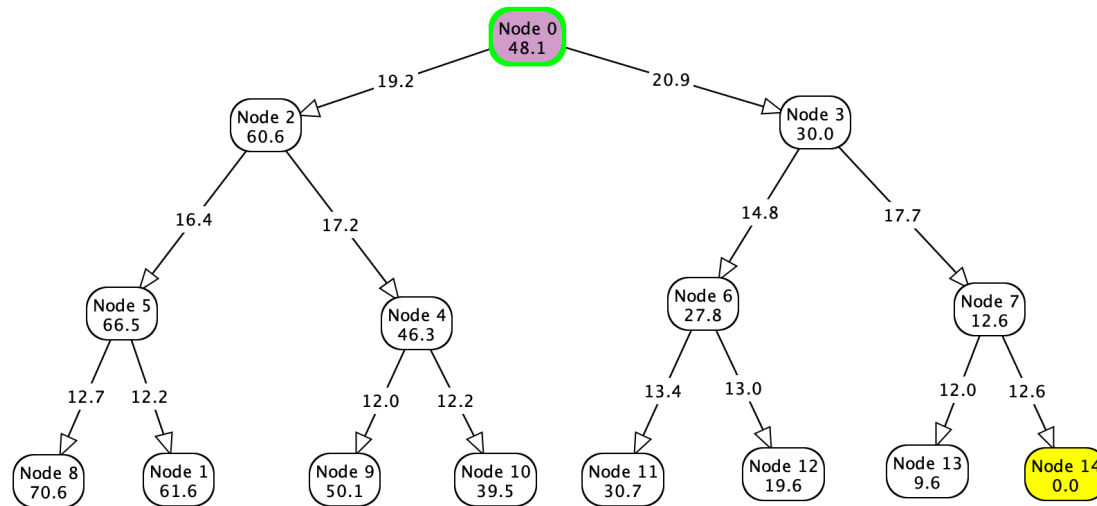 Node 0
48.1
19.2
20.9
Node 2
60.6
Node 3
30.0
16.4
17.2
14.8
17.7
Node 5
66.5
Node 4
46.3
Node 6
27.8
Node 7
12.6
12.7
12.2
12.0
12.2
13.4
13.0
12.0
12.6
Node 8
70.6
Node 1
61.6
Node 9
50.1
Node 10
39.5
Node 11
30.7
Node 12
19.6
Node 13
9.6
Node 14
0.0